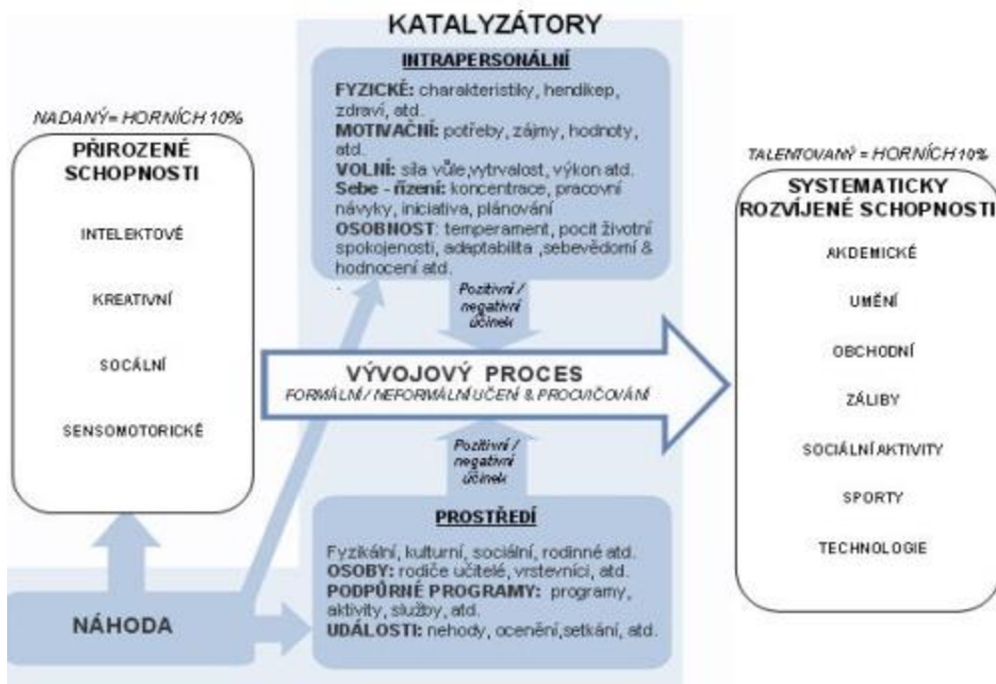 KATALYZÁTORY
INTRAPERSONÁLNÍ
FYZICKÉ: charakteristiky, hendikep,
zdraví, atd.
MOTIVAČNÍ: potřeby, zájmy, hodnoty,
atd.
VOLNÍ: síla vůle,vytrvalost, výkon atd.
Sebe - řízení: koncentrace, pracovní
návyky, iniciativa, plánování
OSOBNOST: temperament, pocit životní
spokojenosti, adaptabilita ,sebevědomí &
hodnocení atd.
NADANÝ= HORNÍCH 10%
PŘIROZENÉ
SCHOPNOSTI
INTELEKTOVÉ
KREATIVNÍ
SOCÁLNÍ
SENSOMOTORICKÉ
Pozitivní /
negativní
účinek
VÝVOJOVÝ PROCES
FORMÁLNÍ / NEFORMÁLNÍ UČENÍ & PROCVIČOVÁNÍ
Pozitivní /
negativní
účinek
PROSTŘEDÍ
Fyzikální, kulturní, sociální, rodinné atd.
OSOBY: rodiče učitelé, vrstevníci, atd.
PODPŮRNÉ PROGRAMY: programy,
aktivity, služby, atd.
UDÁLOSTI: nehody, ocenění,setkání, atd.
NÁHODA
TALENTOVANÝ = HORNÍCH 10%
SYSTEMATICKY
ROZVÍJENÉ SCHOPNOSTI
AKDEMICKÉ
UMĚNÍ
OBCHODNÍ
ZÁLIBY
SOCIÁLNÍ AKTIVITY
SPORTY
TECHNOLOGIE